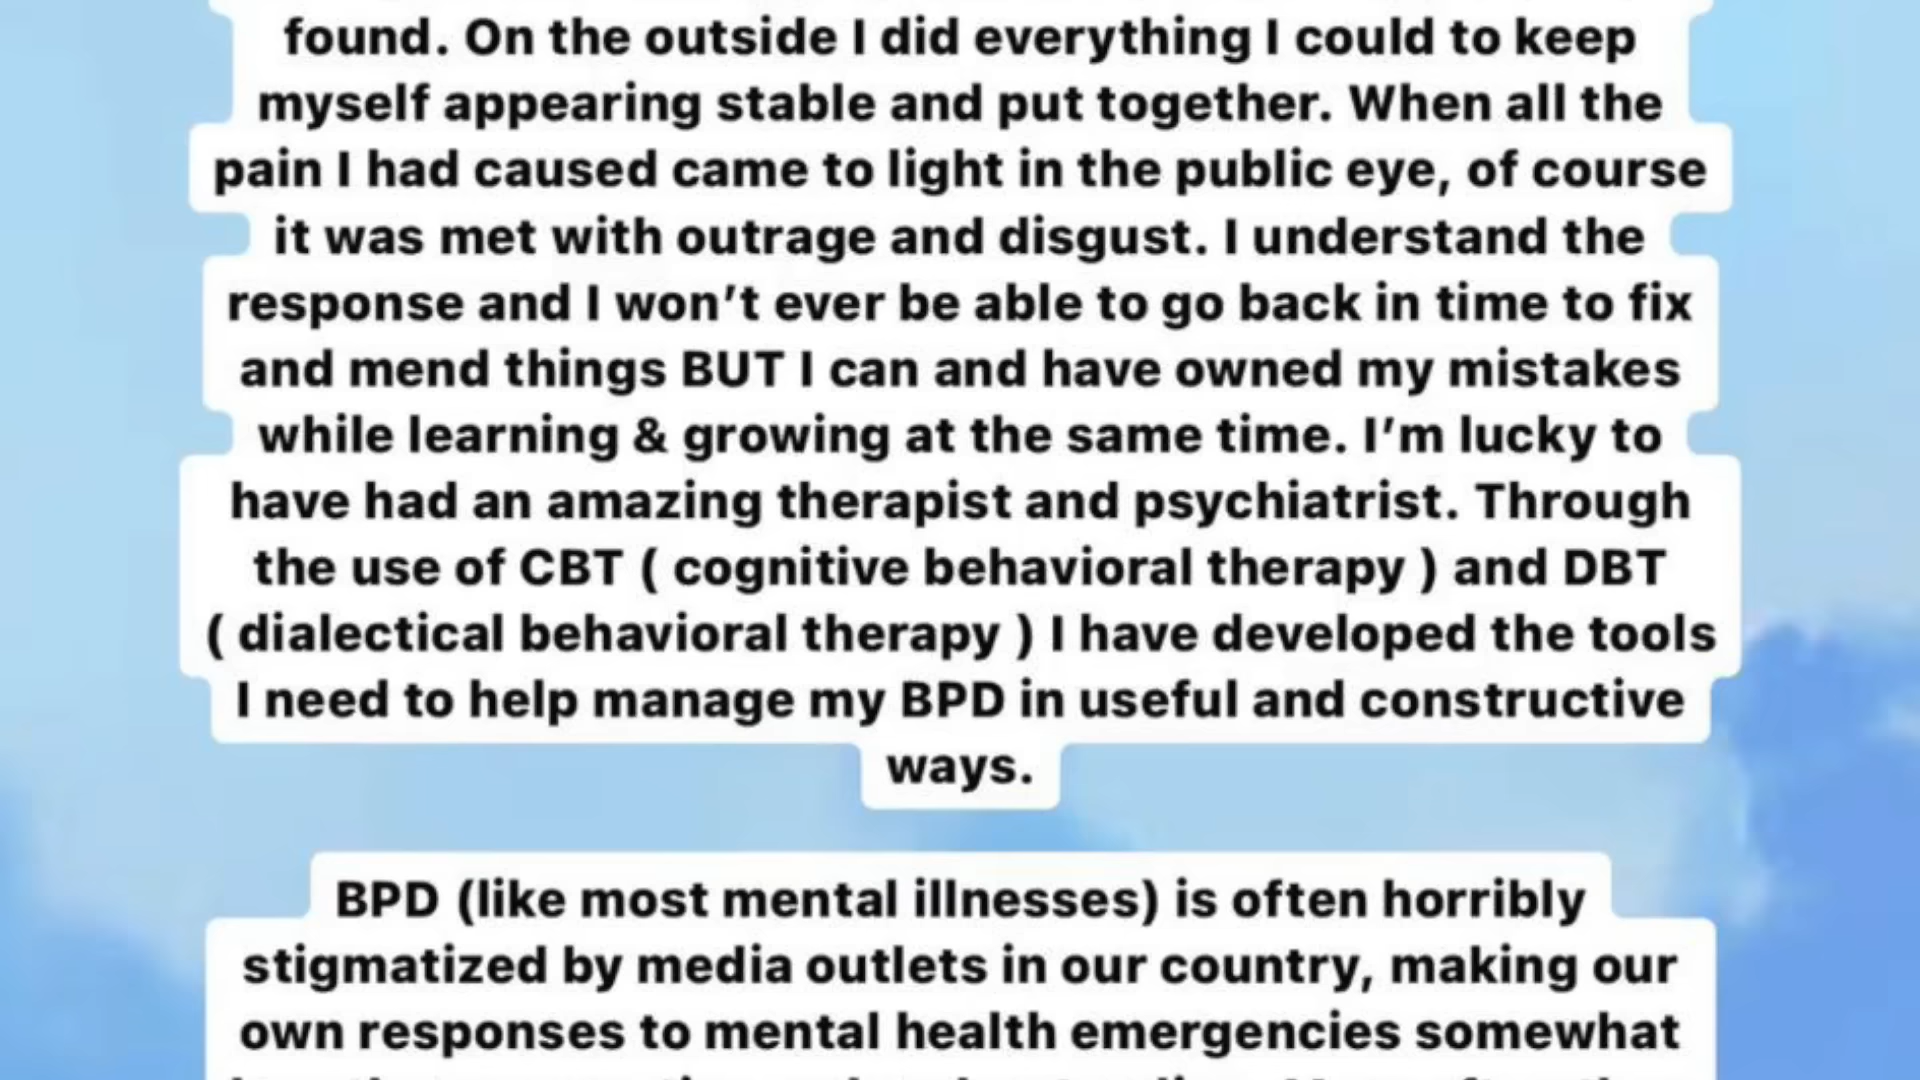 found. On the outside I did everything I could to keep
myself appearing stable and put together. When all the
pain I had caused came to light in the public eye, of course
it was met with outrage and disgust. I understand the
response and I won’t ever be able to go back in time to fix
and mend things BUT I can and have owned my mistakes
while learning & growing at the same time. I’m lucky to
have had an amazing therapist and psychiatrist. Through
the use of CBT ( cognitive behavioral therapy ) and DBT
( dialectical behavioral therapy ) I have developed the tools
I need to help manage my BPD in useful and constructive
ways.
BPD (like most mental illnesses) is often horribly
stigmatized by media outlets in our country, making our
own responses to mental health emergencies somewhat